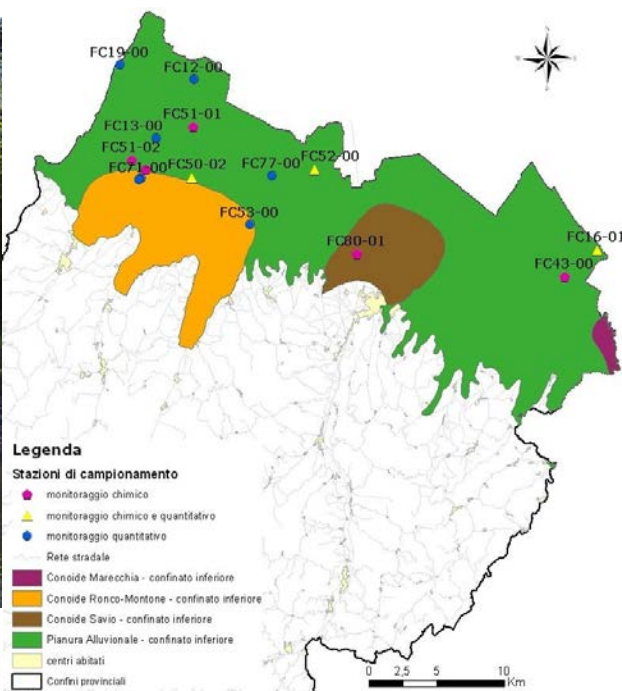 FC19-00
FC12-00
FC51-01
FC13-00
FC51-02
FC71-00
FC50-02
FC77-00
FC52-00
FC53-00
FC80-01
FC16-01
FC43-00
Legenda
Stazioni di campionamento
monitoraggio chimico
monitoraggio chimico e quantitativo
monitoraggio quantitativo
Rete stradale
Conoide Marecchia - confinato inferiore
Conoide Ronco-Montone - confinato inferiore
Conoide Savio - confinato inferiore
Pianura Alluvionale - confinato inferiore
centri abitati
Confini provinciali
0 2,5 5 10
Km